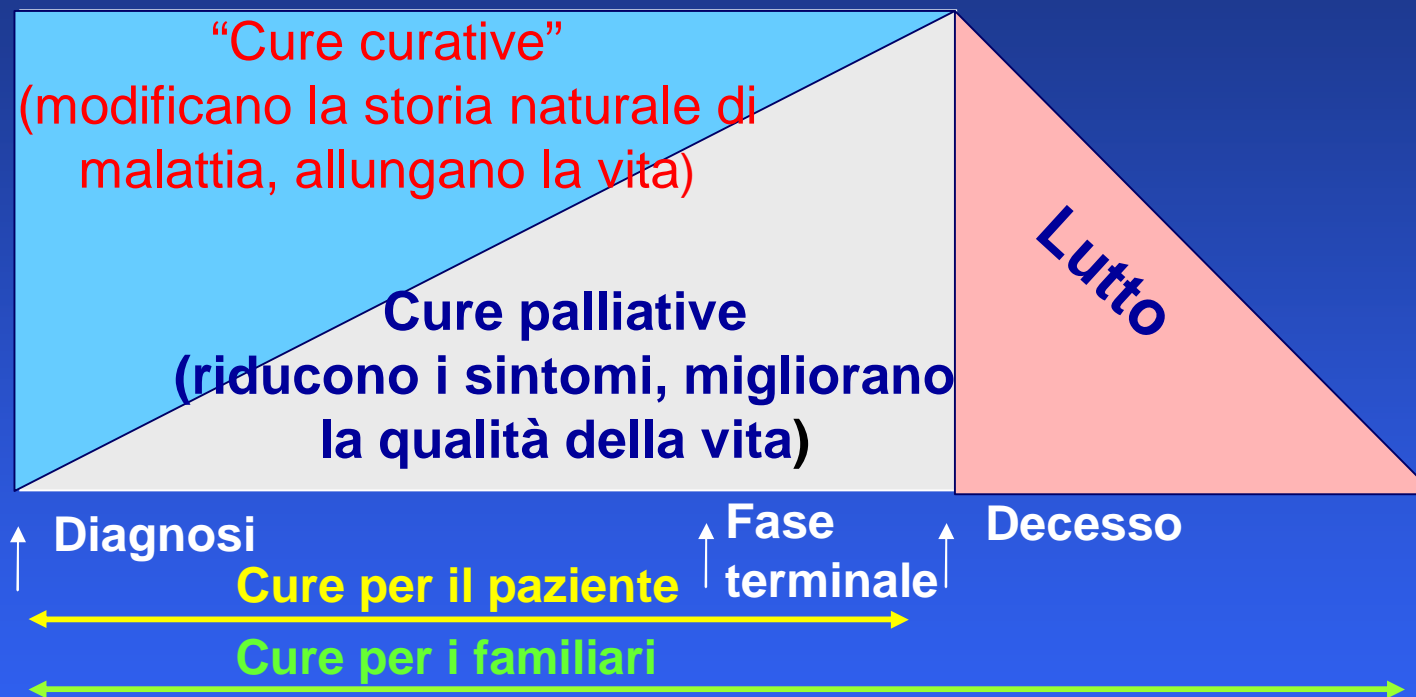 “Cure curative”
(modificano la storia naturale di
malattia, allungano la vita)
Lutto
Cure palliative
(riducono i sintomi, migliorano
la qualità della vita)
Diagnosi
Fase
terminale
Decesso
Cure per il paziente
Cure per i familiari